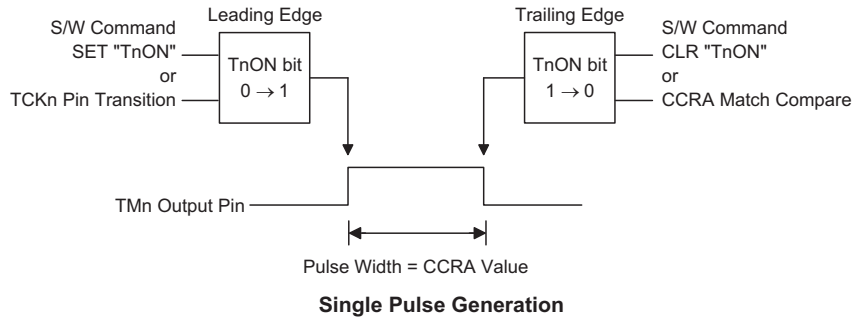 Leading Edge
S/W Command
SET "TnON"
or
TCKn Pin Transition
TnON bit
0 → 1
Trailing Edge
TnON bit
1 → 0
S/W Command
CLR "TnON"
or
CCRA Match Compare
TMn Output Pin
Pulse Width = CCRA Value
Single Pulse Generation